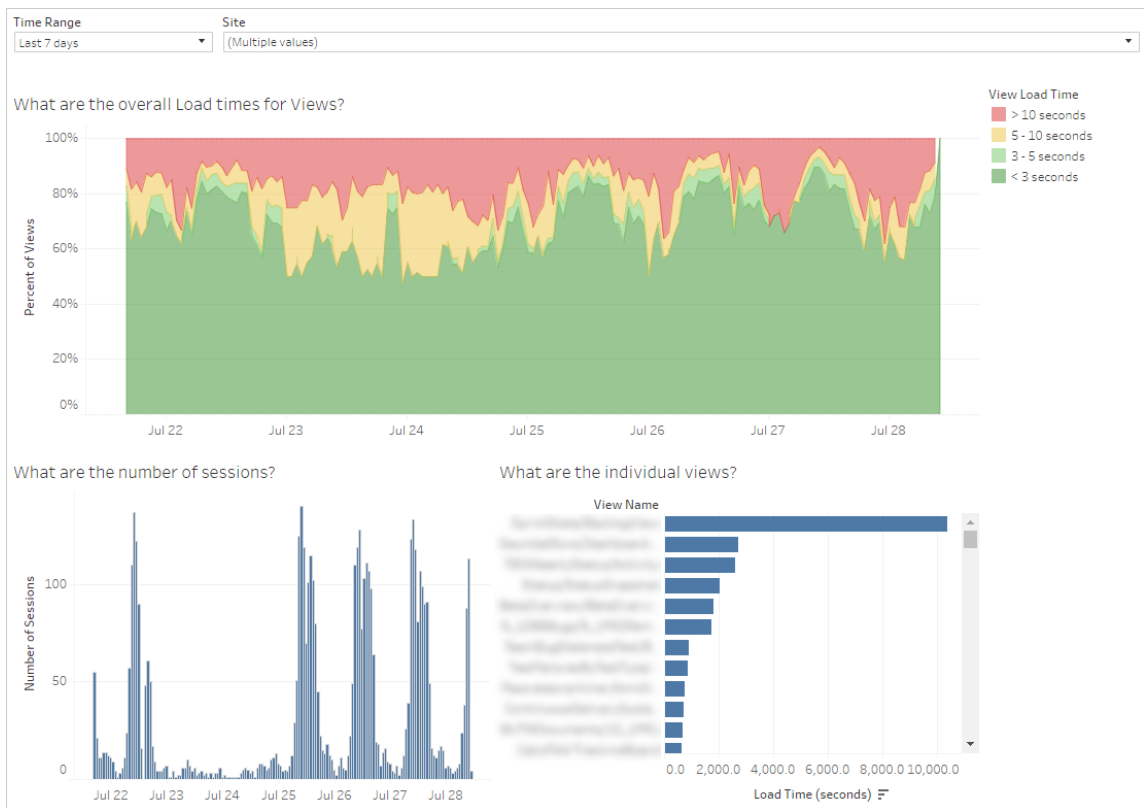 Time Range
Site
Last 7 days
(Multiple values)
What are the overall Load times for Views?
View Load Time
> 10 seconds
5 - 10 seconds
3 - 5 seconds
< 3 seconds
Percent of Views
100%
80%
60%
40%
20%
0%
Jul 22 Jul 23 Jul 24 Jul 25 Jul 26 Jul 27 Jul 28
What are the number of sessions?
Number of Sessions
100
50
0
Jul 22 Jul 23 Jul 24 Jul 25 Jul 26 Jul 27 Jul 28
What are the individual views?
View Name
0.0 2,000.0 4,000.0 6,000.0 8,000.0 10,000.0
Load Time (seconds)